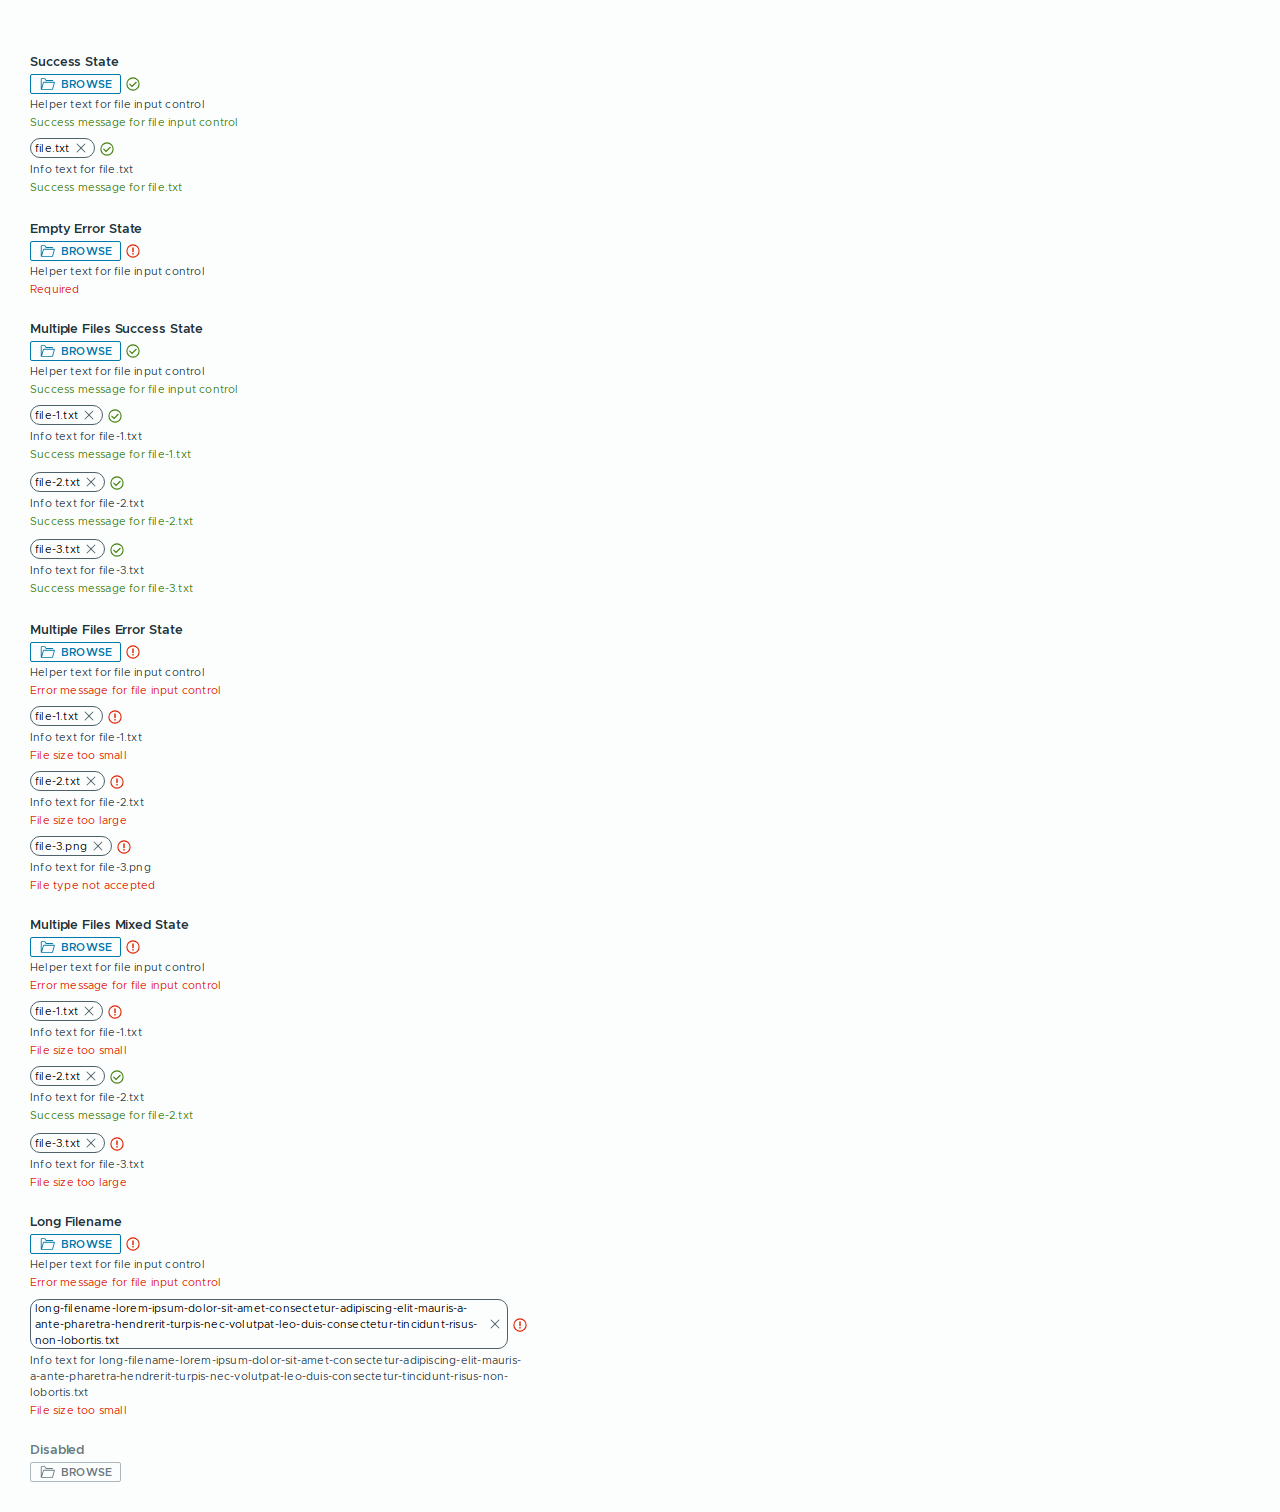 Success State
BROWSE
Helper text for file input control
Success message for file input control
file.txt
Info text for file.txt
Success message for file.txt
Empty Error State
BROWSE
Helper text for file input control
Required
Multiple Files Success State
BROWSE
Helper text for file input control
Success message for file input control
file-1.txt
Info text for file-1.txt
Success message for file-1.txt
file-2.txt
Info text for file-2.txt
Success message for file-2.txt
file-3.txt
Info text for file-3.txt
Success message for file-3.txt
Multiple Files Error State
BROWSE
Helper text for file input control
Error message for file input control
file-1.txt
Info text for file-1.txt
File size too small
file-2.txt
Info text for file-2.txt
File size too large
file-3.png
Info text for file-3.png
File type not accepted
Multiple Files Mixed State
BROWSE
Helper text for file input control
Error message for file input control
file-1.txt
Info text for file-1.txt
File size too small
file-2.txt
Info text for file-2.txt
Success message for file-2.txt
file-3.txt
Info text for file-3.txt
File size too large
Long Filename
BROWSE
Helper text for file input control
Error message for file input control
long-filename-lorem-ipsum-dolor-sit-amet-consectetur-adipiscing-elit-mauris-a-
ante-pharetra-hendrerit-turpis-nec-volutpat-leo-duis-consectetur-tincidunt-risus-
non-lobortis.txt
Info text for long-filename-lorem-ipsum-dolor-sit-amet-consectetur-adipiscing-elit-mauris-
a-ante-pharetra-hendrerit-turpis-nec-volutpat-leo-duis-consectetur-tincidunt-risus-non-
lobortis.txt
File size too small
Disabled
BROWSE